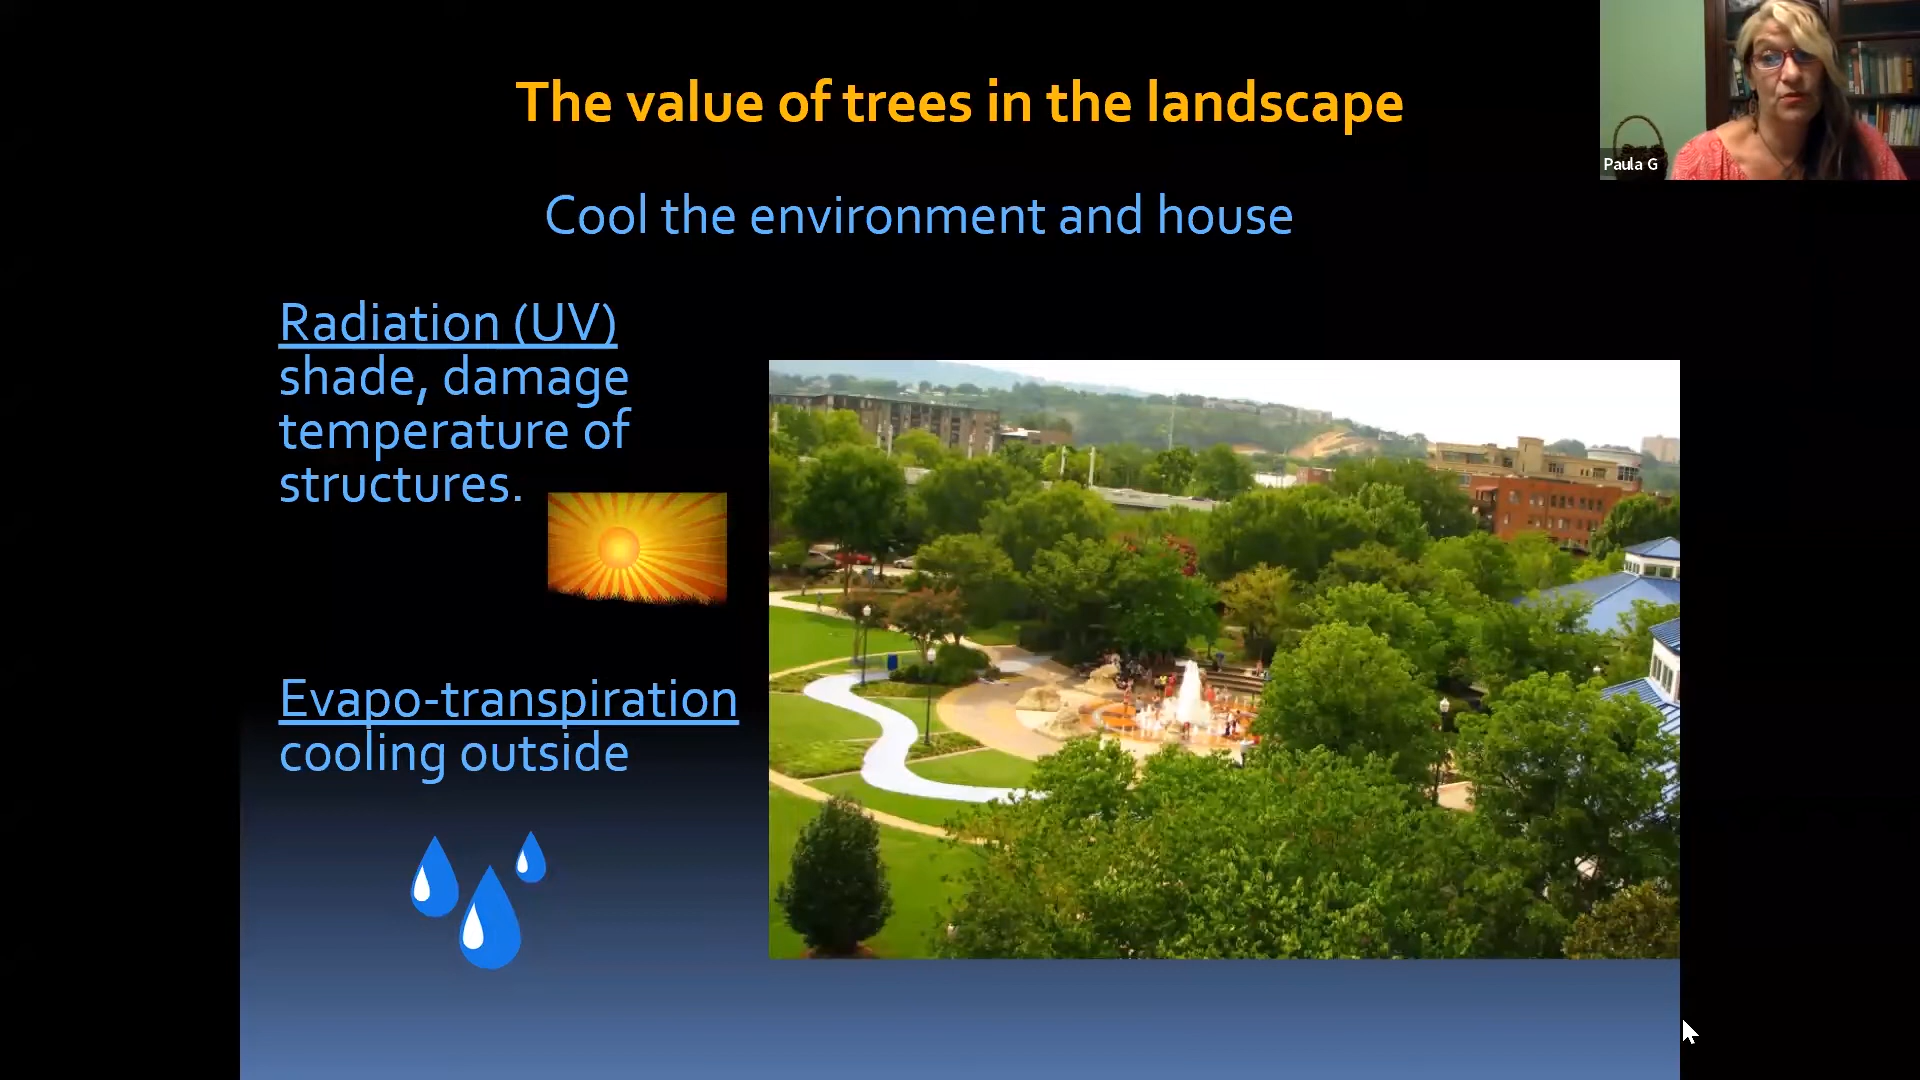 The value of trees in the landscape
Paula G
Cool the environment and house
Radiation (UV)
shade, damage
temperature of
structures.
Evapo-transpiration
cooling outside